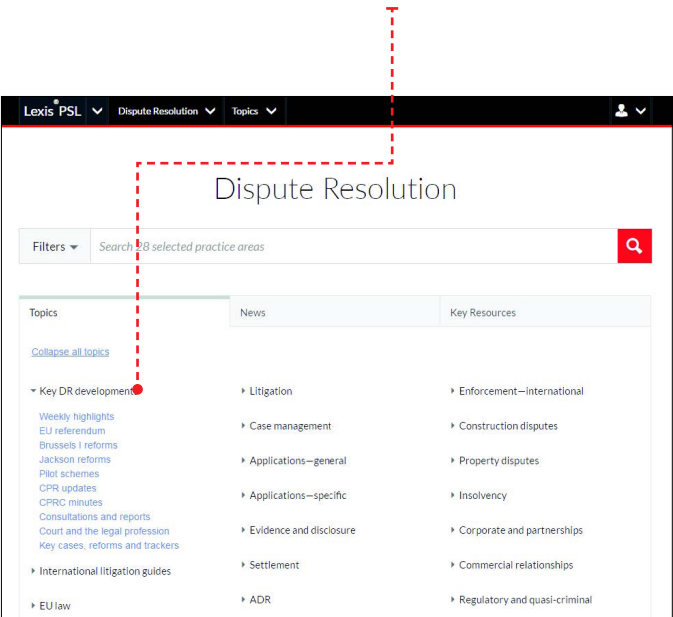 Lexis® PSL Dispute Resolution Topics
Dispute Resolution
Filters Search 28 selected practice areas
Topics News Key Resources
Collapse all topics
Key DR developments
Weekly highlights
EU referendum
Brussels I reforms
Jackson reforms
Pilot schemes
CPR updates
CPRC minutes
Consultations and reports
Court and the legal profession
Key cases, reforms and trackers
International litigation guides
EU law
Litigation
Case management
Applications—general
Applications—specific
Evidence and disclosure
Settlement
ADR
Enforcement—international
Construction disputes
Property disputes
Insolvency
Corporate and partnerships
Commercial relationships
Regulatory and quasi-criminal